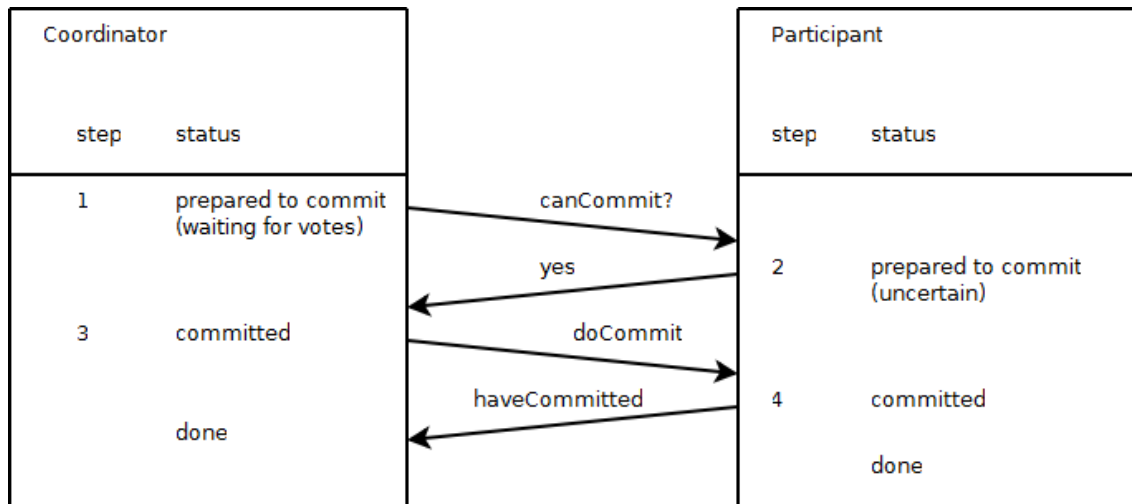 Coordinator
Participant
step status
step status
1 prepared to commit
(waiting for votes)
canCommit?
yes
2 prepared to commit
(uncertain)
3 committed
doCommit
haveCommitted
4 committed
done
done